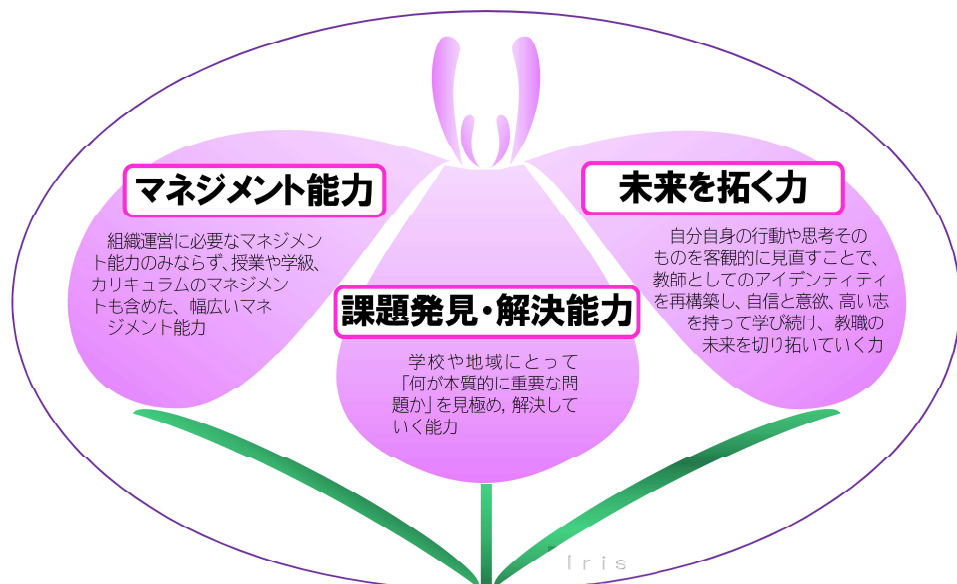 マネジメント能力
組織運営に必要なマネジメン
ト能力のみならず、授業や学級、
カリキュラムのマネジメン
トも含めた、幅広いマネ
ジメント能力
課題発見・解決能力
学校や地域にとって
「何が本質的に重要な問
題か」を見極め，解決して
いく能力
未来を拓く力
自分自身の行動や思考その
ものを客観的に見直すことで、
教師としてのアイデンティティ
を再構築し、自信と意欲、高い志
を持って学び続け、教職の
未来を切り拓いていく力
Iris